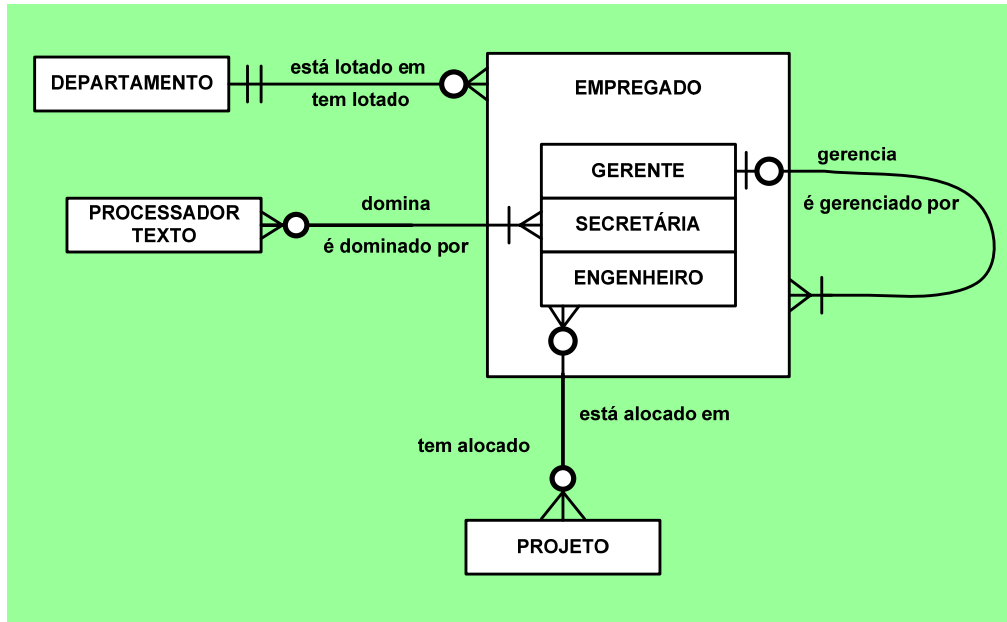 DEPARTAMENTO
está lotado em
tem lotado
EMPREGADO
GERENTE
gerencia
é gerenciado por
PROCESSADOR
TEXTO
domina
é dominado por
SECRETÁRIA
ENGENHEIRO
está alocado em
tem alocado
PROJETO